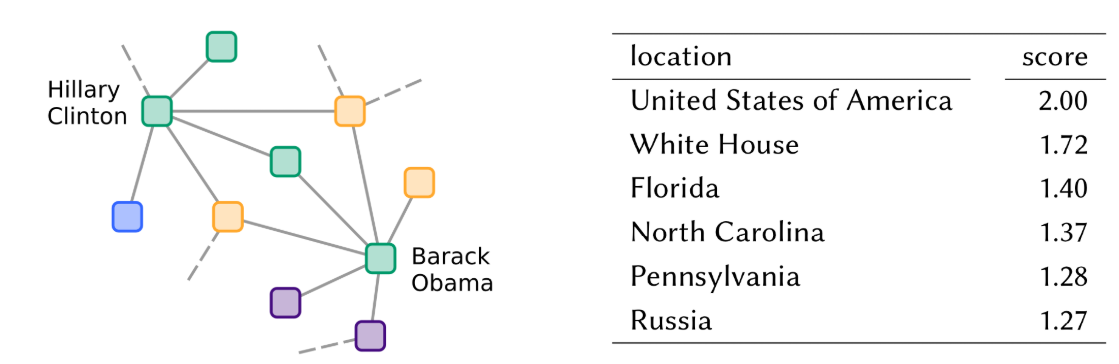 Hillary
Clinton
Barack
Obama
location score
United States of America 2.00
White House 1.72
Florida 1.40
North Carolina 1.37
Pennsylvania 1.28
Russia 1.27